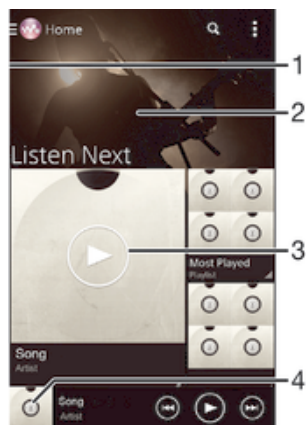 Home
1
2
Listen Next
3
Most Played
Playlist
Song
Artist
4
Song
Artist